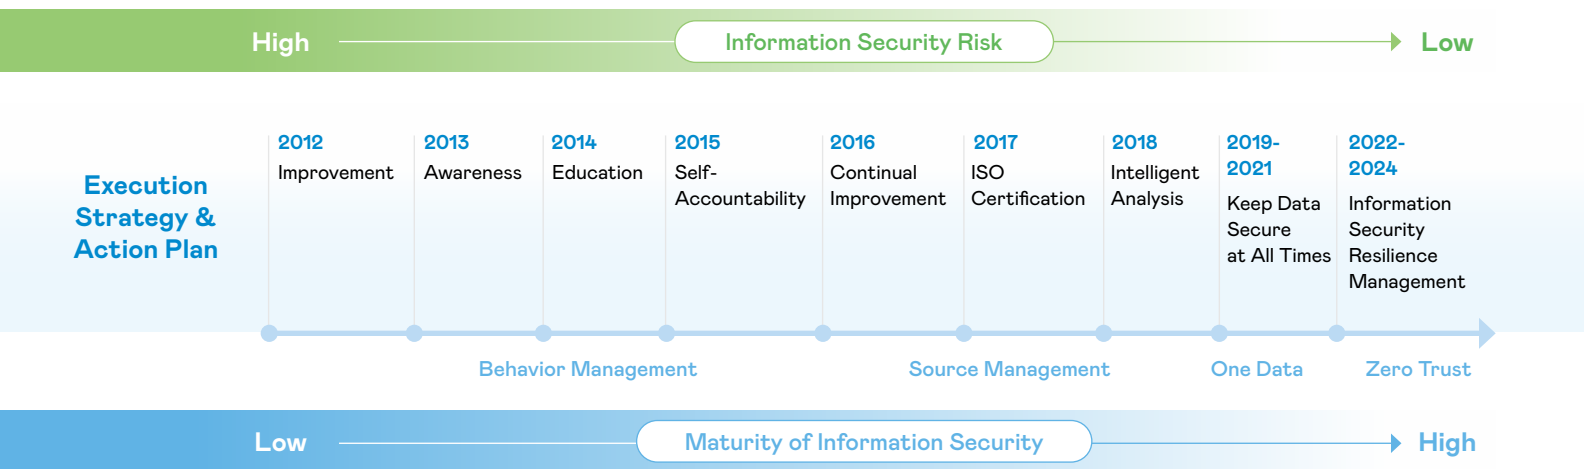 High Information Security Risk Low
Execution
Strategy &
Action Plan
2012
Improvement
2013
Awareness
2014
Education
2015
Self-
Accountability
2016
Continual
Improvement
2017
ISO
Certification
2018
Intelligent
Analysis
2019-
2021
Keep Data
Secure
at All Times
2022-
2024
Information
Security
Resilience
Management
Behavior Management Source Management One Data Zero Trust
Low Maturity of Information Security High